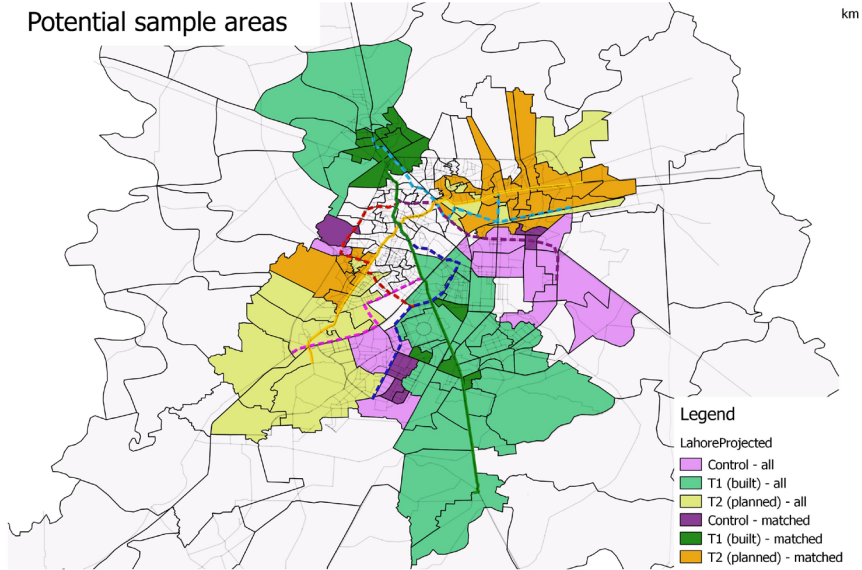 Potential sample areas
km
Legend
LahoreProjected
Control - all
T1 (built) - all
T2 (planned) - all
Control - matched
T1 (built) - matched
T2 (planned) - matched